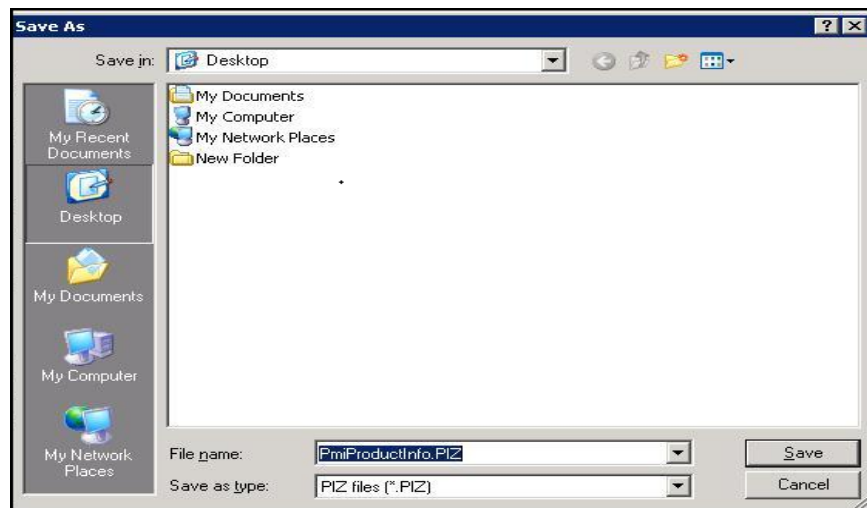 Save As
Save in:
Desktop
My Recent
Documents
Desktop
My Documents
My Computer
My Network
Places
My Documents
My Computer
My Network Places
New Folder
File name:
PmiProductInfo.PIZ
Save
Save as type:
PIZ files (*.PIZ)
Cancel